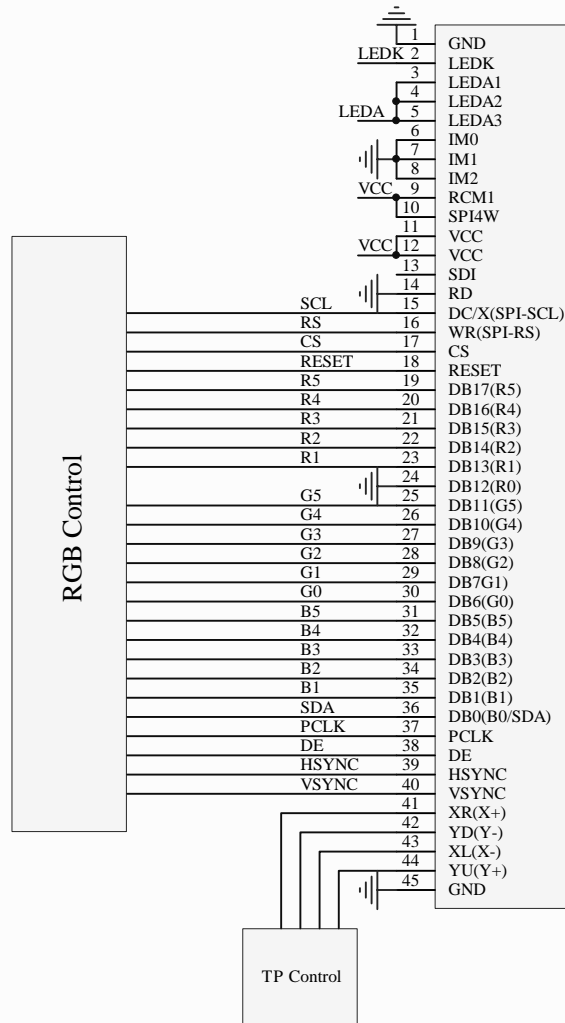 1 GND
LEDK 2 LEDK
3 LEDA1
4 LEDA2
LEDA 5 LEDA3
6 IM0
7 IM1
8 IM2
VCC 9 RCM1
10 SPI4W
11 VCC
VCC 12 VCC
13 SDI
14 RD
SCL 15 DC/X(SPI-SCL)
RS 16 WR(SPI-RS)
CS 17 CS
RESET 18 RESET
R5 19 DB17(R5)
R4 20 DB16(R4)
R3 21 DB15(R3)
R2 22 DB14(R2)
R1 23 DB13(R1)
24 DB12(R0)
G5 25 DB11(G5)
G4 26 DB10(G4)
G3 27 DB9(G3)
G2 28 DB8(G2)
G1 29 DB7G1)
G0 30 DB6(G0)
B5 31 DB5(B5)
B4 32 DB4(B4)
B3 33 DB3(B3)
B2 34 DB2(B2)
B1 35 DB1(B1)
SDA 36 DB0(B0/SDA)
PCLK 37 PCLK
DE 38 DE
HSYNC 39 HSYNC
VSYNC 40 VSYNC
41 XR(X+)
42 YD(Y-)
43 XL(X-)
44 YU(Y+)
45 GND
RGB Control
TP Control